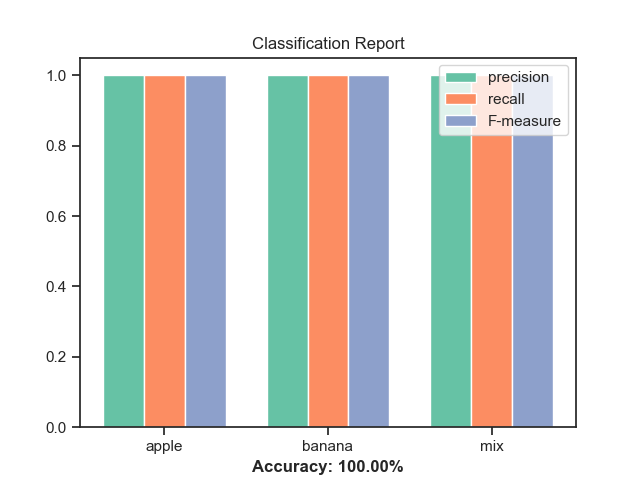 Classification Report
precision
recall
F-measure
1.0
0.8
0.6
0.4
0.2
0.0
apple banana mix
Accuracy: 100.00%